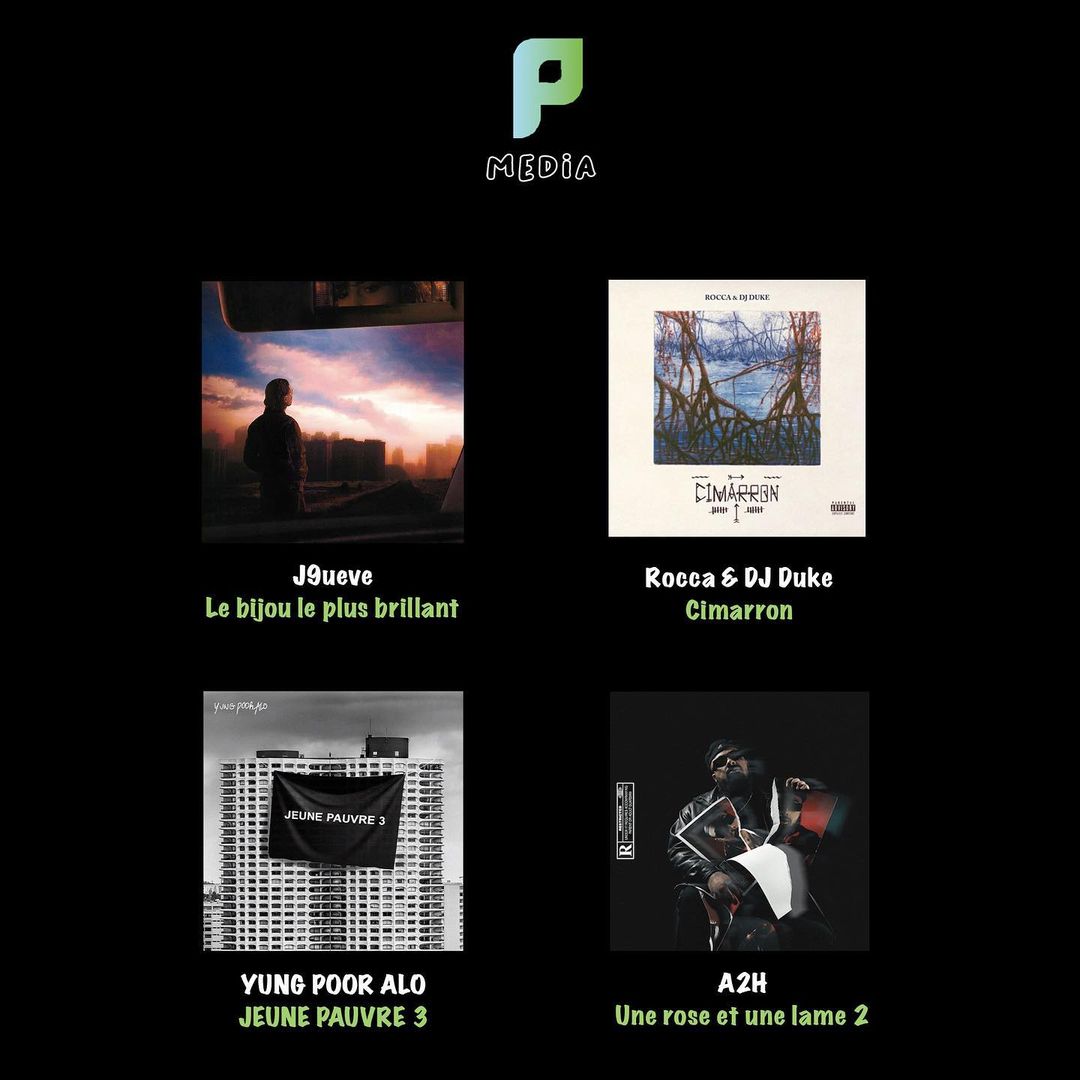 P
MEDiA
ROCCA & DJ DUKE
CIMARRON
PARENTAL
ADVISORY
EXPLICIT CONTENT
J9ueve
Le bijou le plus brillant
Rocca & DJ Duke
Cimarron
YUNG POOR ALO
JEUNE PAUVRE 3
R
RESTRICTED
YUNG POOR ALO
JEUNE PAUVRE 3
A2H
Une rose et une lame 2